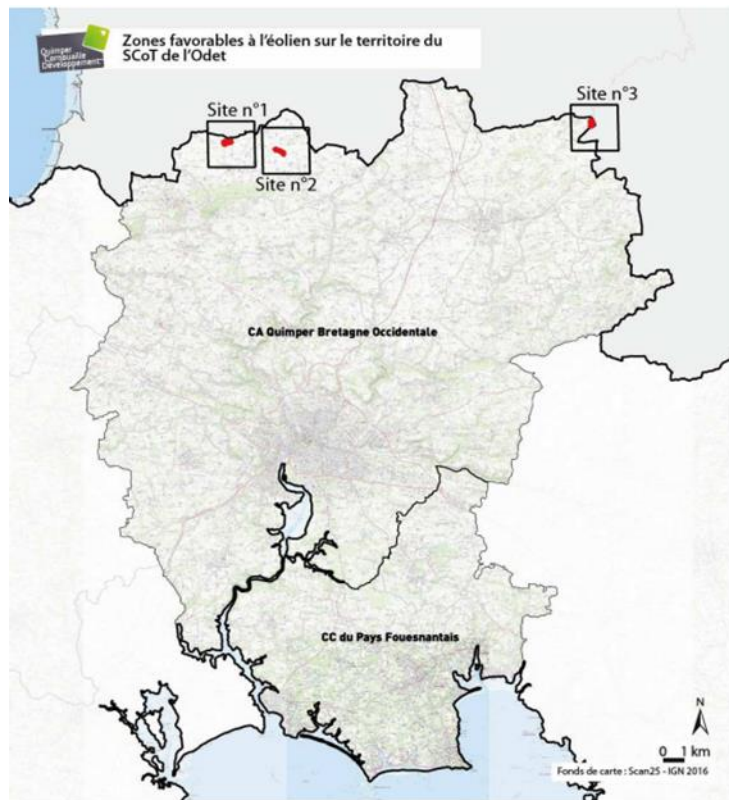 Quimper
Cornouaille
Développement
Zones favorables à l'éolien sur le territoire du
SCoT de l'Odet
Site n°1
Site n°2
Site n°3
CA Quimper Bretagne Occidentale
CC du Pays Fouesnantais
N
0 1 km
Fonds de carte : Scan25 - IGN 2016